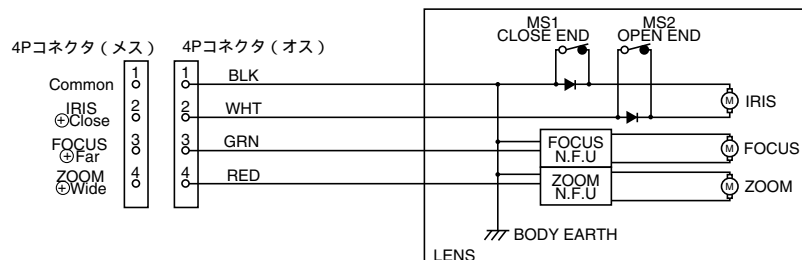 MS1
CLOSE END
MS2
OPEN END
4Pコネクタ(メス)
4Pコネクタ(オス)
Common
1
1
BLK
IRIS
⊕Close
2
2
WHT
M
IRIS
FOCUS
⊕Far
3
3
GRN
FOCUS
N.F.U
M
FOCUS
ZOOM
⊕Wide
4
4
RED
ZOOM
N.F.U
M
ZOOM
BODY EARTH
LENS